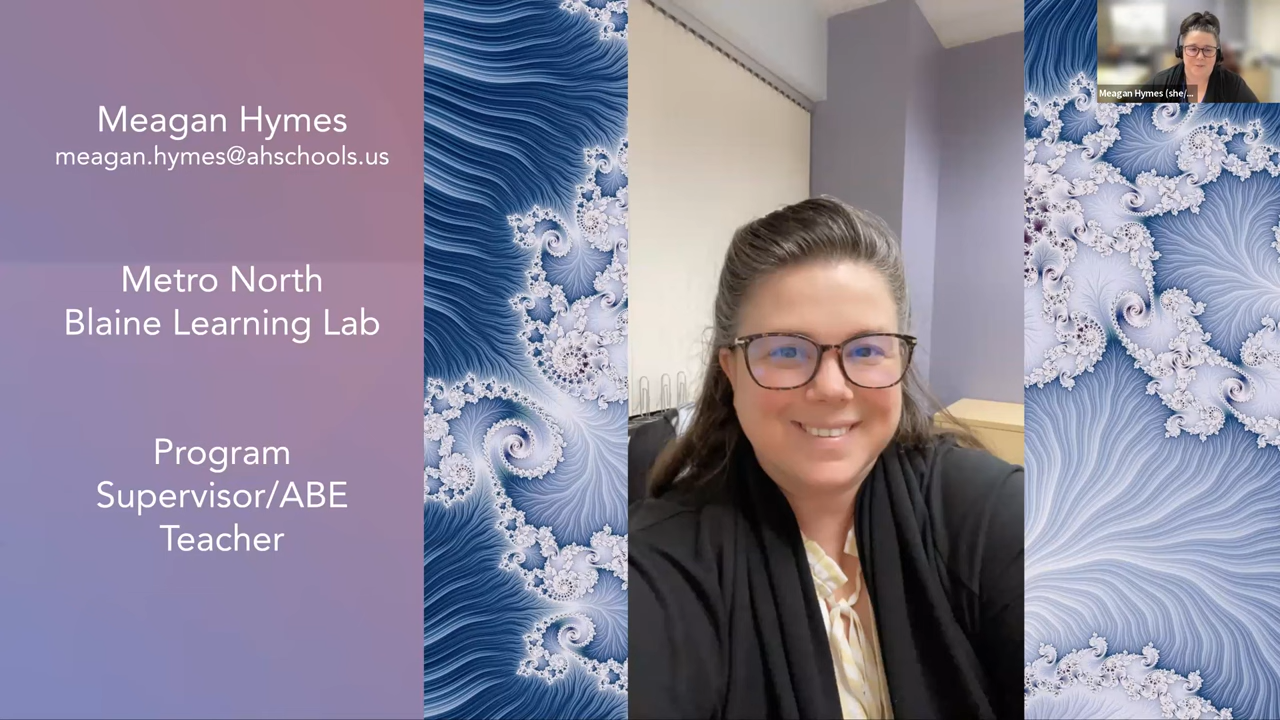 Meagan Hymes
meagan.hymes@ahschools.us
Metro North
Blaine Learning Lab
Program
Supervisor/ABE
Teacher
Meagan Hymes (she/...